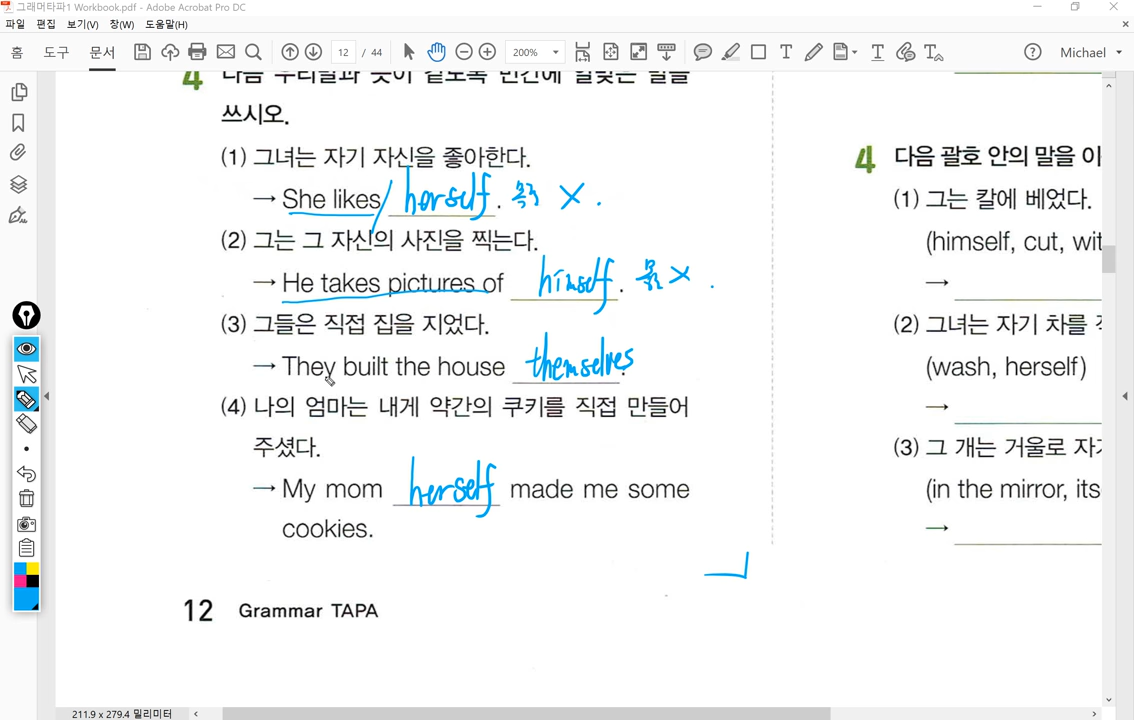 그래머타파1 Workbook.pdf - Adobe Acrobat Pro DC
파일 편집 보기(V) 창(W) 도움말(H)
홈 도구 문서 12 / 44 200% Michael
4 다음 우리말과 뜻이 같도록 빈칸에 알맞은 말을
쓰시오.
(1) 그녀는 자기 자신을 좋아한다.
→ She likes herself. X.
(2) 그는 그 자신의 사진을 찍는다.
→ He takes pictures of himself. X.
(3) 그들은 직접 집을 지었다.
→ They built the house themselves.
(4) 나의 엄마는 내게 약간의 쿠키를 직접 만들어
주셨다.
→ My mom herself made me some
cookies.
12 Grammar TAPA
4 다음 괄호 안의 말을 이
(1) 그는 칼에 베었다.
(himself, cut, wit
→
(2) 그녀는 자기 차를
(wash, herself)
→
(3) 그 개는 거울로 자
(in the mirror, its
→
211.9 x 279.4 밀리미터